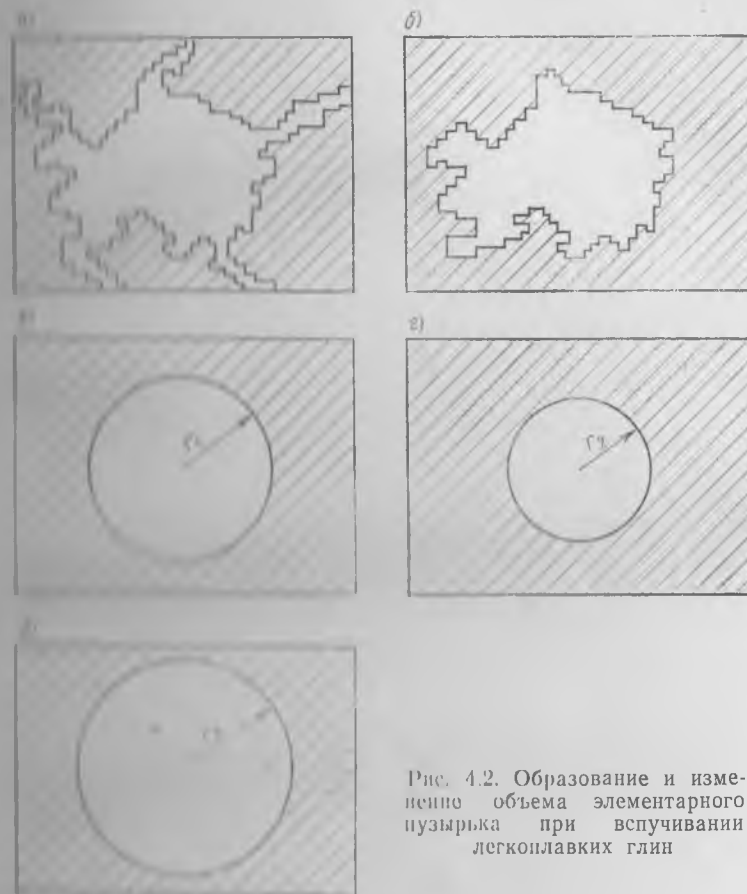 а)
б)
в)
г)
Рис. 4.2. Образование и изме-
нение объема элементарного
пузырька при вспучивании
легкоплавких глин